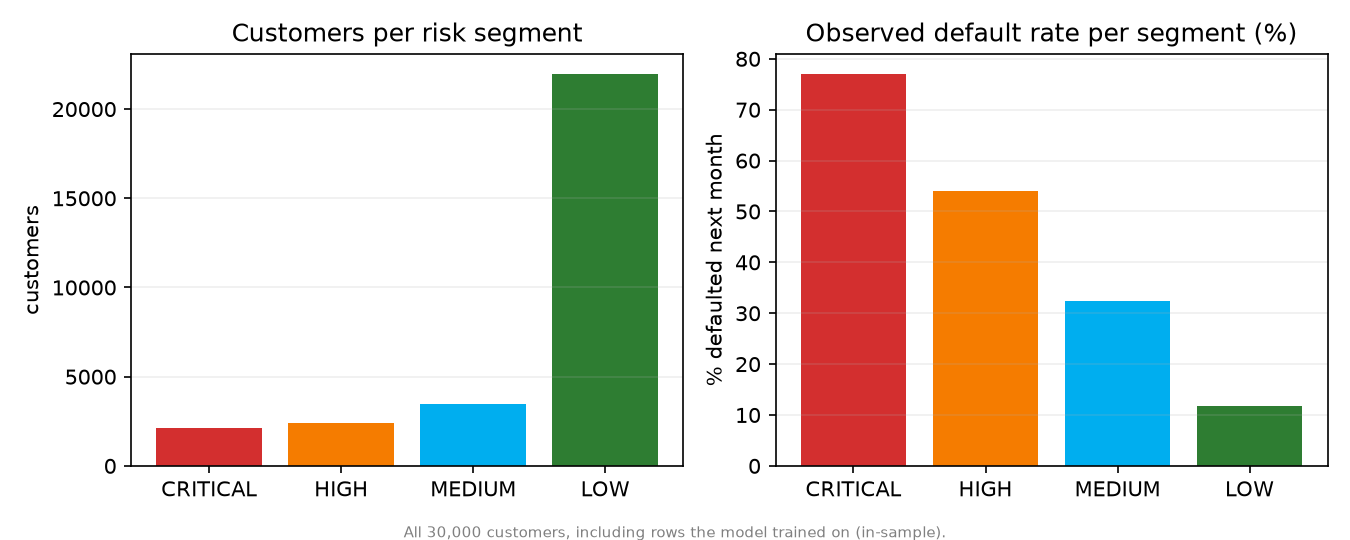 Customers per risk segment
customers
20000
15000
10000
5000
0
CRITICAL HIGH MEDIUM LOW
Observed default rate per segment (%)
% defaulted next month
80
70
60
50
40
30
20
10
0
CRITICAL HIGH MEDIUM LOW
All 30,000 customers, including rows the model trained on (in-sample).